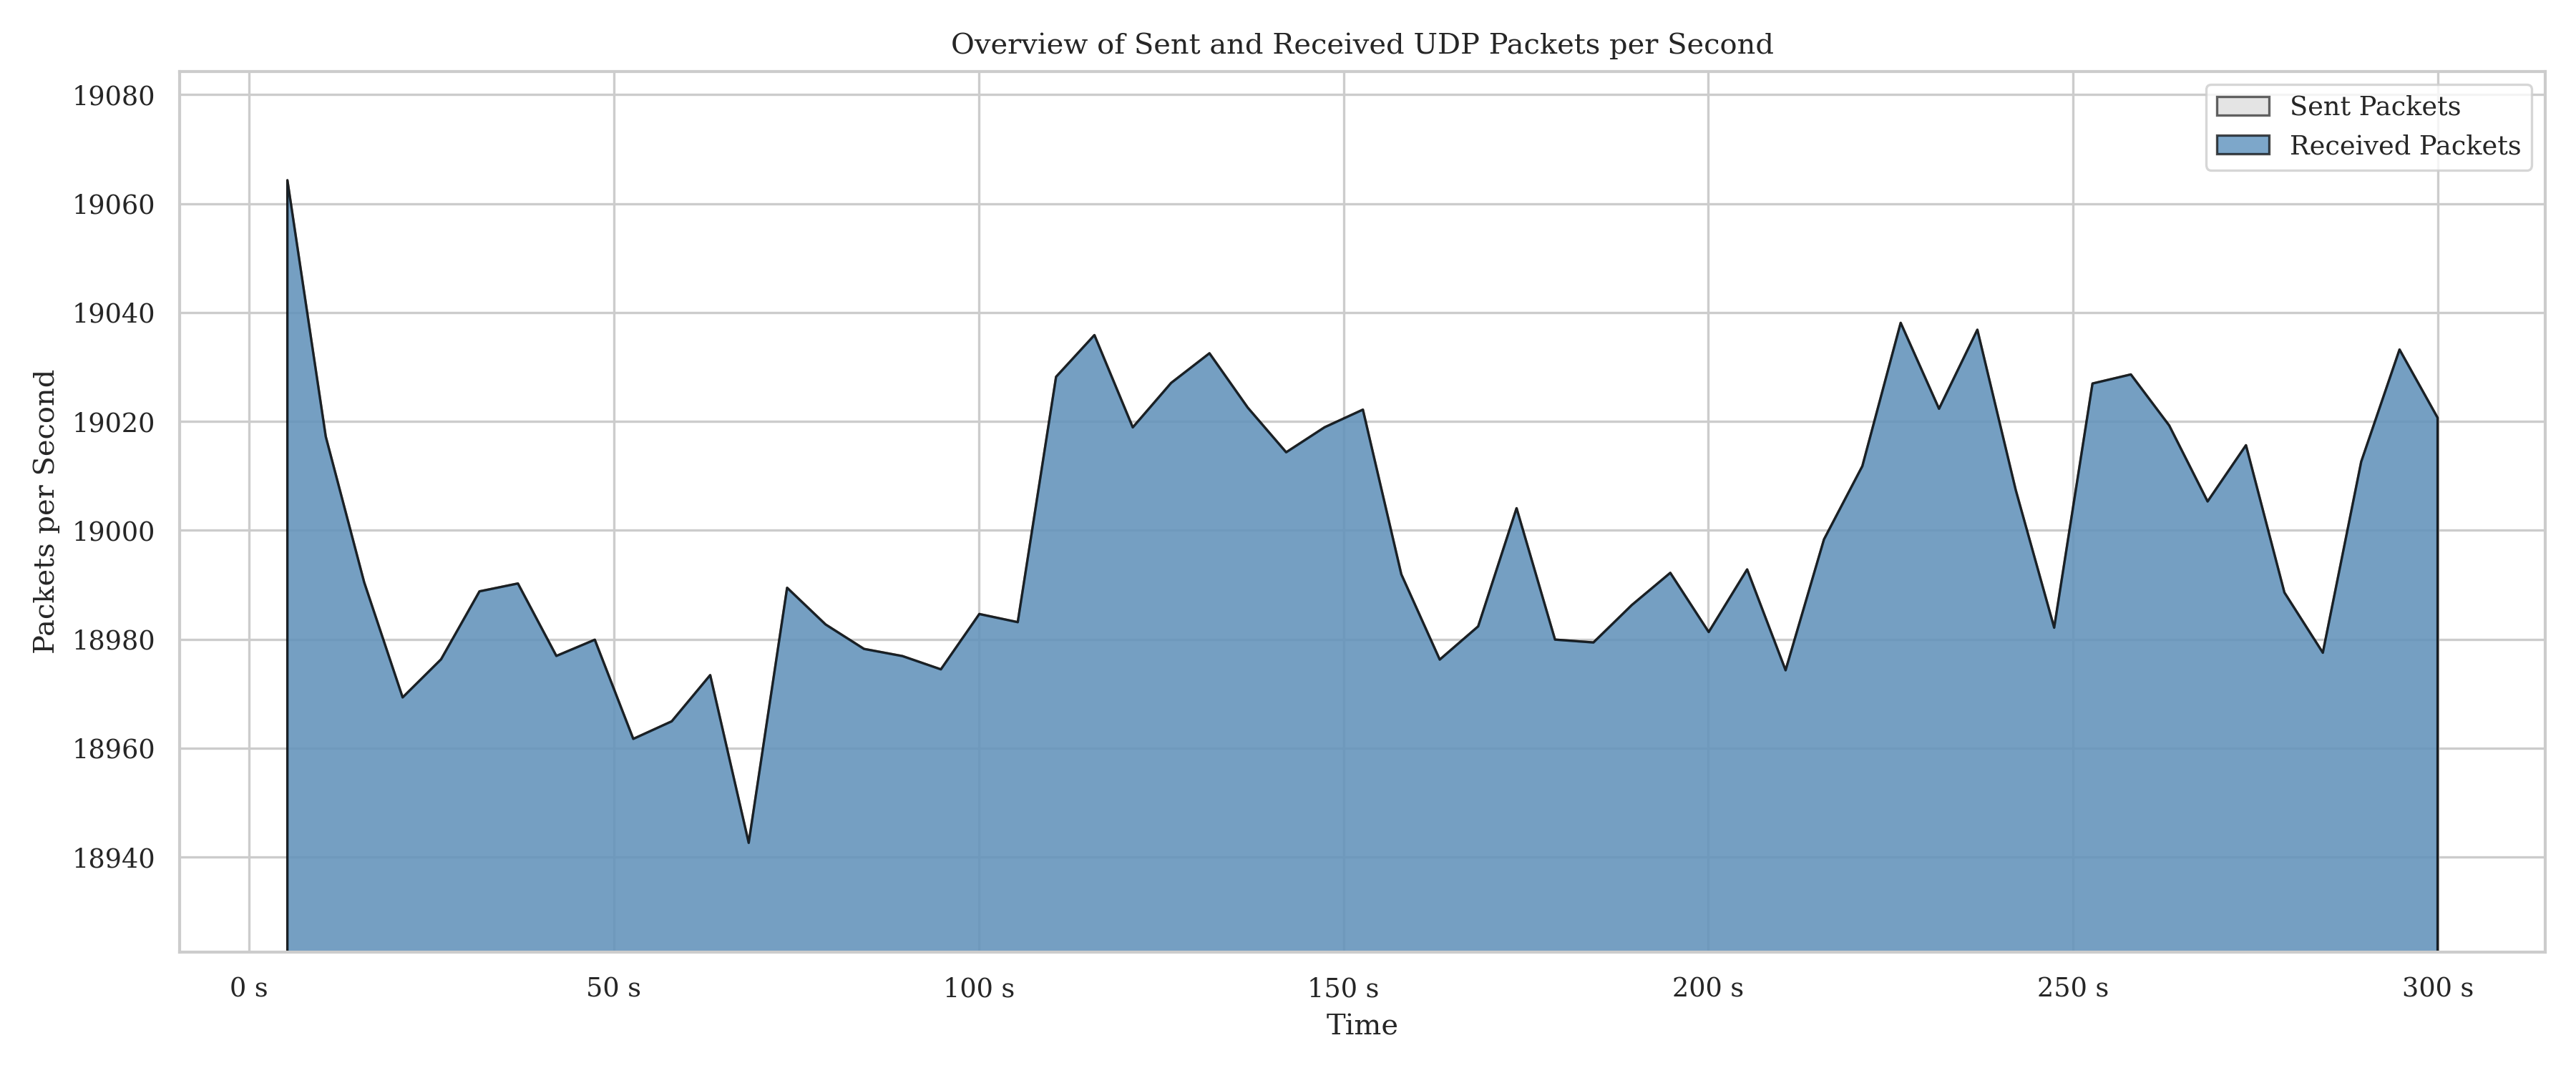 Overview of Sent and Received UDP Packets per Second
Sent Packets
Received Packets
Packets per Second
19080
19060
19040
19020
19000
18980
18960
18940
0 s
50 s
100 s
150 s
200 s
250 s
300 s
Time